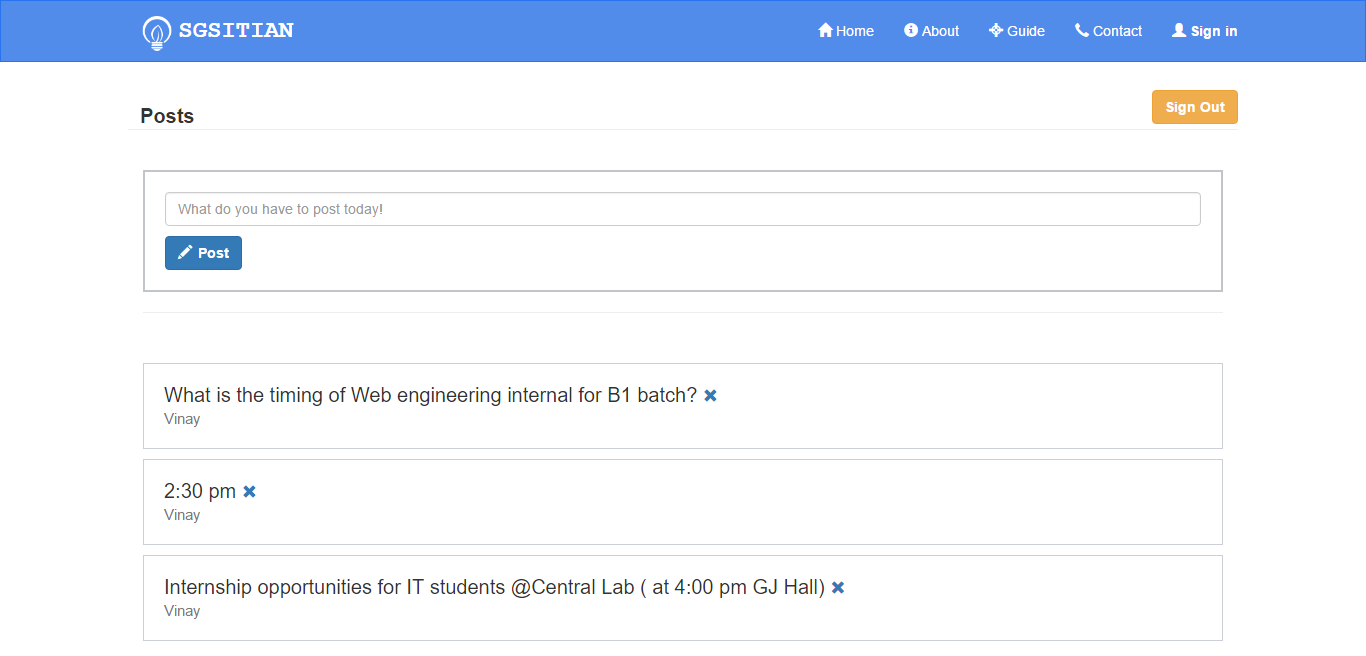 SGSITIAN
Home About Guide Contact Sign in
Posts
Sign Out
What do you have to post today!
Post
What is the timing of Web engineering internal for B1 batch?
Vinay
2:30 pm
Vinay
Internship opportunities for IT students @Central Lab ( at 4:00 pm GJ Hall)
Vinay